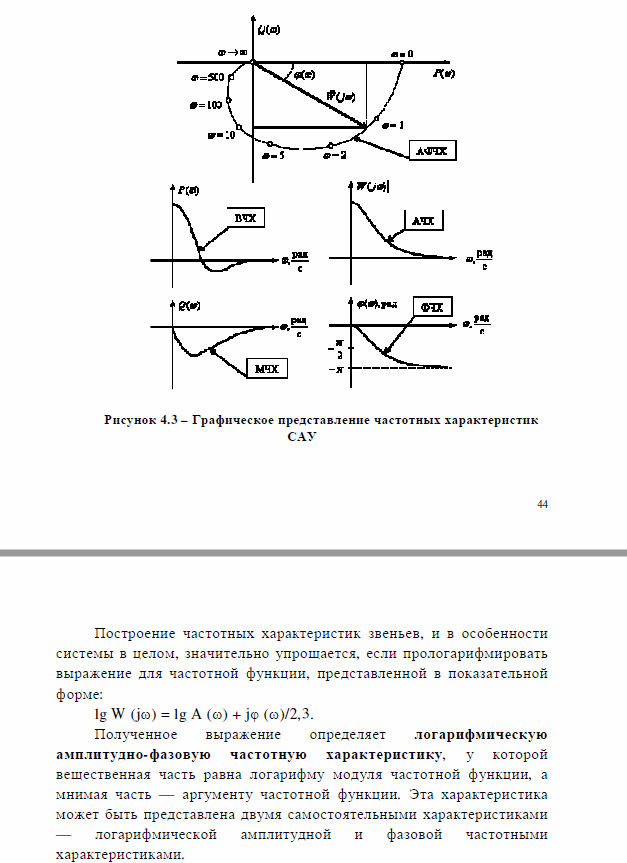 Q(ω)
ω→∞
ω=0
ω=500
φ(ω)
P(ω)
W(jω)
ω=100
ω=1
ω=10
ω=5
ω=2
АФЧХ
P(ω)
ВЧХ
ω, рад
с
W(jω)|
АЧХ
ω, рад
с
Q(ω)
ω, рад
с
МЧХ
φ(ω), рад
ФЧХ
ω, рад
с
−π
2
−π
Рисунок 4.3 – Графическое представление частотных характеристик
САУ
44
Построение частотных характеристик звеньев, и в особенности
системы в целом, значительно упрощается, если прологарифмировать
выражение для частотной функции, представленной в показательной
форме:
lg W (jω) = lg A (ω) + jφ (ω)/2,3.
Полученное выражение определяет логарифмическую
амплитудно-фазовую частотную характеристику, у которой
вещественная часть равна логарифму модуля частотной функции, а
мнимая часть — аргументу частотной функции. Эта характеристика
может быть представлена двумя самостоятельными характеристиками
— логарифмической амплитудной и фазовой частотными
характеристиками.